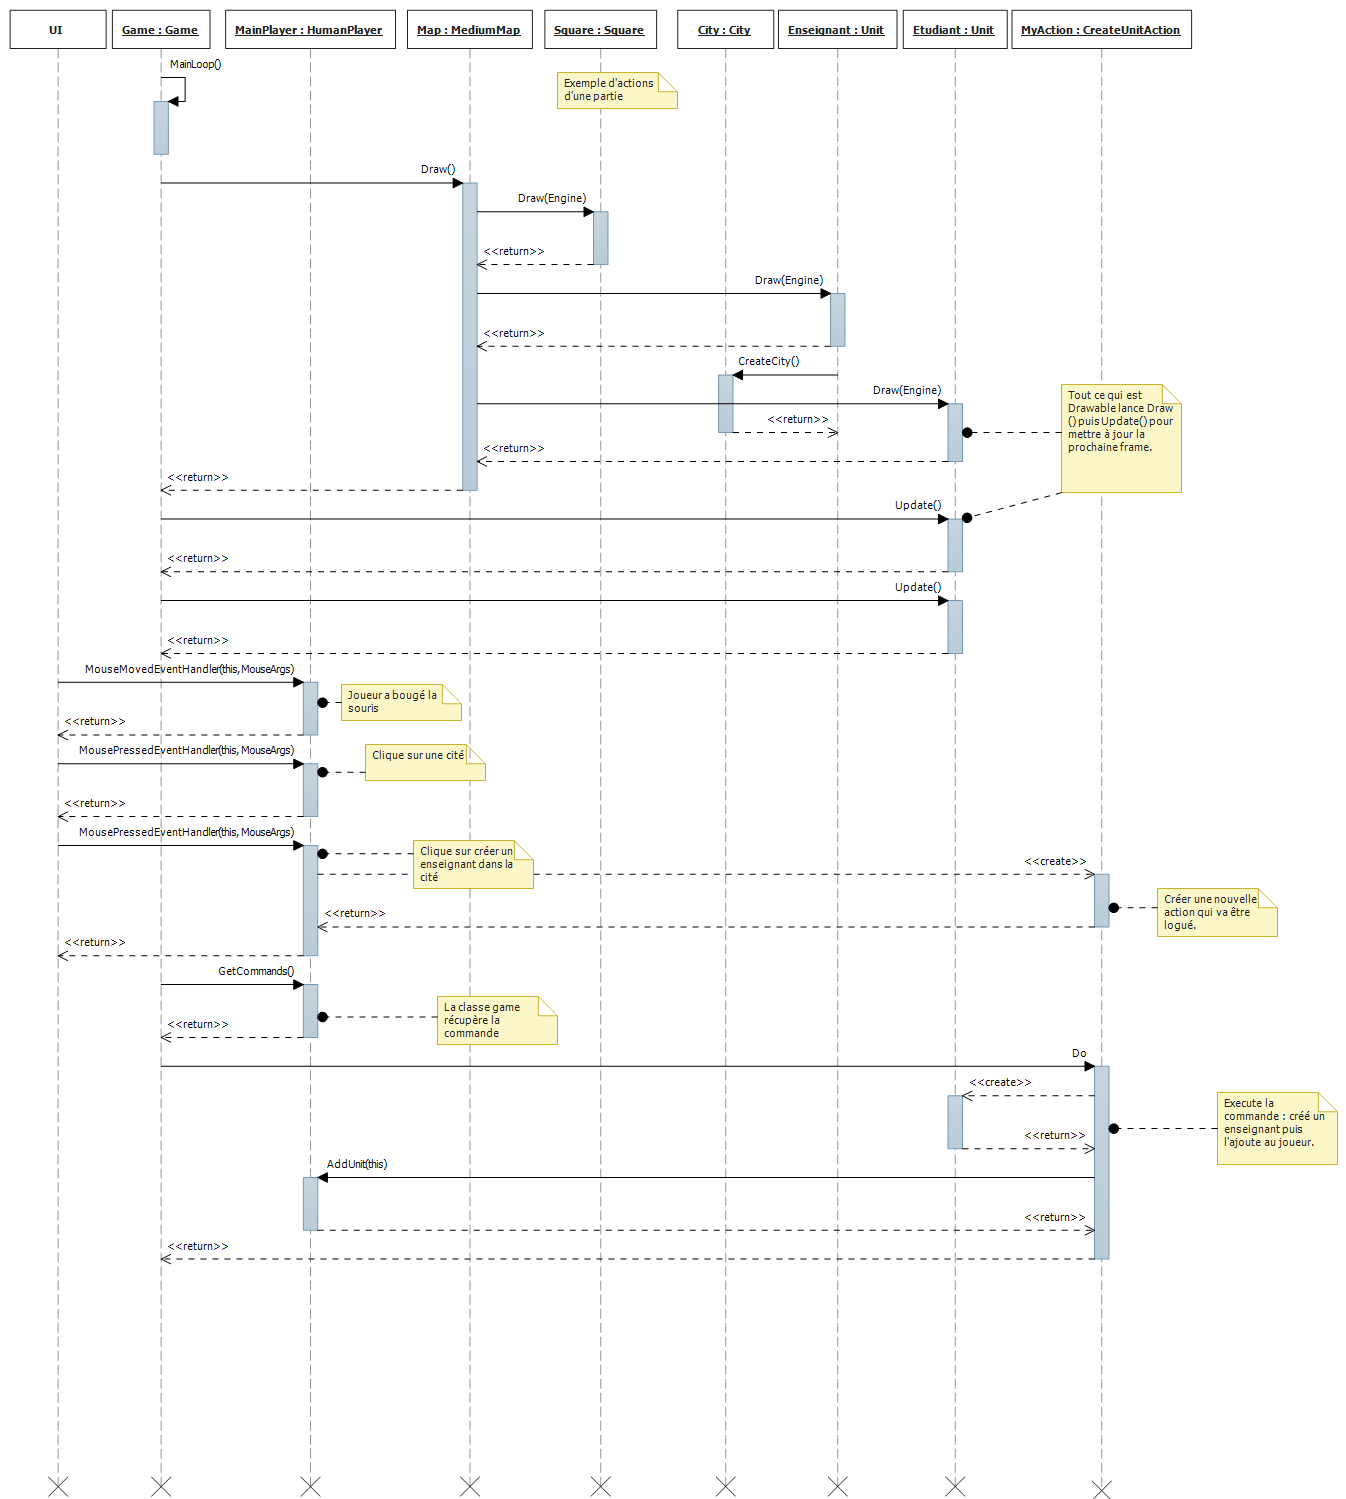 UI
Game : Game
MainPlayer : HumanPlayer
Map : MediumMap
Square : Square
City : City
Enseignant : Unit
Etudiant : Unit
MyAction : CreateUnitAction
MainLoop()
Exemple d'actions
d'une partie
Draw()
Draw(Engine)
<<return>>
Draw(Engine)
<<return>>
CreateCity()
Draw(Engine)
Tout ce qui est
Drawable lance Draw
() puis Update() pour
mettre à jour la
prochaine frame.
<<return>>
<<return>>
<<return>>
Update()
<<return>>
Update()
<<return>>
MouseMovedEventHandler(this, MouseArgs)
Joueur a bougé la
souris
<<return>>
MousePressedEventHandler(this, MouseArgs)
Clique sur une cité
<<return>>
MousePressedEventHandler(this, MouseArgs)
Clique sur créer un
enseignant dans la
cité
<<create>>
Créer une nouvelle
action qui va être
logué.
<<return>>
<<return>>
GetCommands()
La classe game
récupère la
commande
<<return>>
Do
<<create>>
Execute la
commande : créé un
enseignant puis
l'ajoute au joueur.
<<return>>
AddUnit(this)
<<return>>
<<return>>